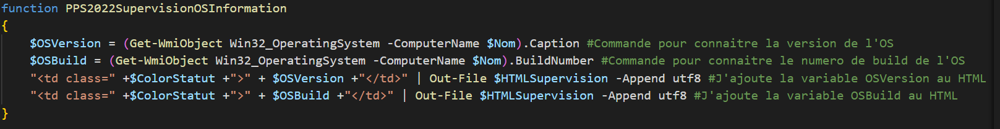 function PPS2022SupervisionOSInformation
{
$OSVersion = (Get-WmiObject Win32_OperatingSystem -ComputerName $Nom).Caption #Commande pour connaitre la version de l'OS
$OSBuild = (Get-WmiObject Win32_OperatingSystem -ComputerName $Nom).BuildNumber #Commande pour connaitre le numero de build de l'OS
"<td class=" +$ColorStatut +">" + $OSVersion +"</td>" | Out-File $HTMLSupervision -Append utf8 #J'ajoute la variable OSVersion au HTML
"<td class=" +$ColorStatut +">" + $OSBuild +"</td>" | Out-File $HTMLSupervision -Append utf8 #J'ajoute la variable OSBuild au HTML
}